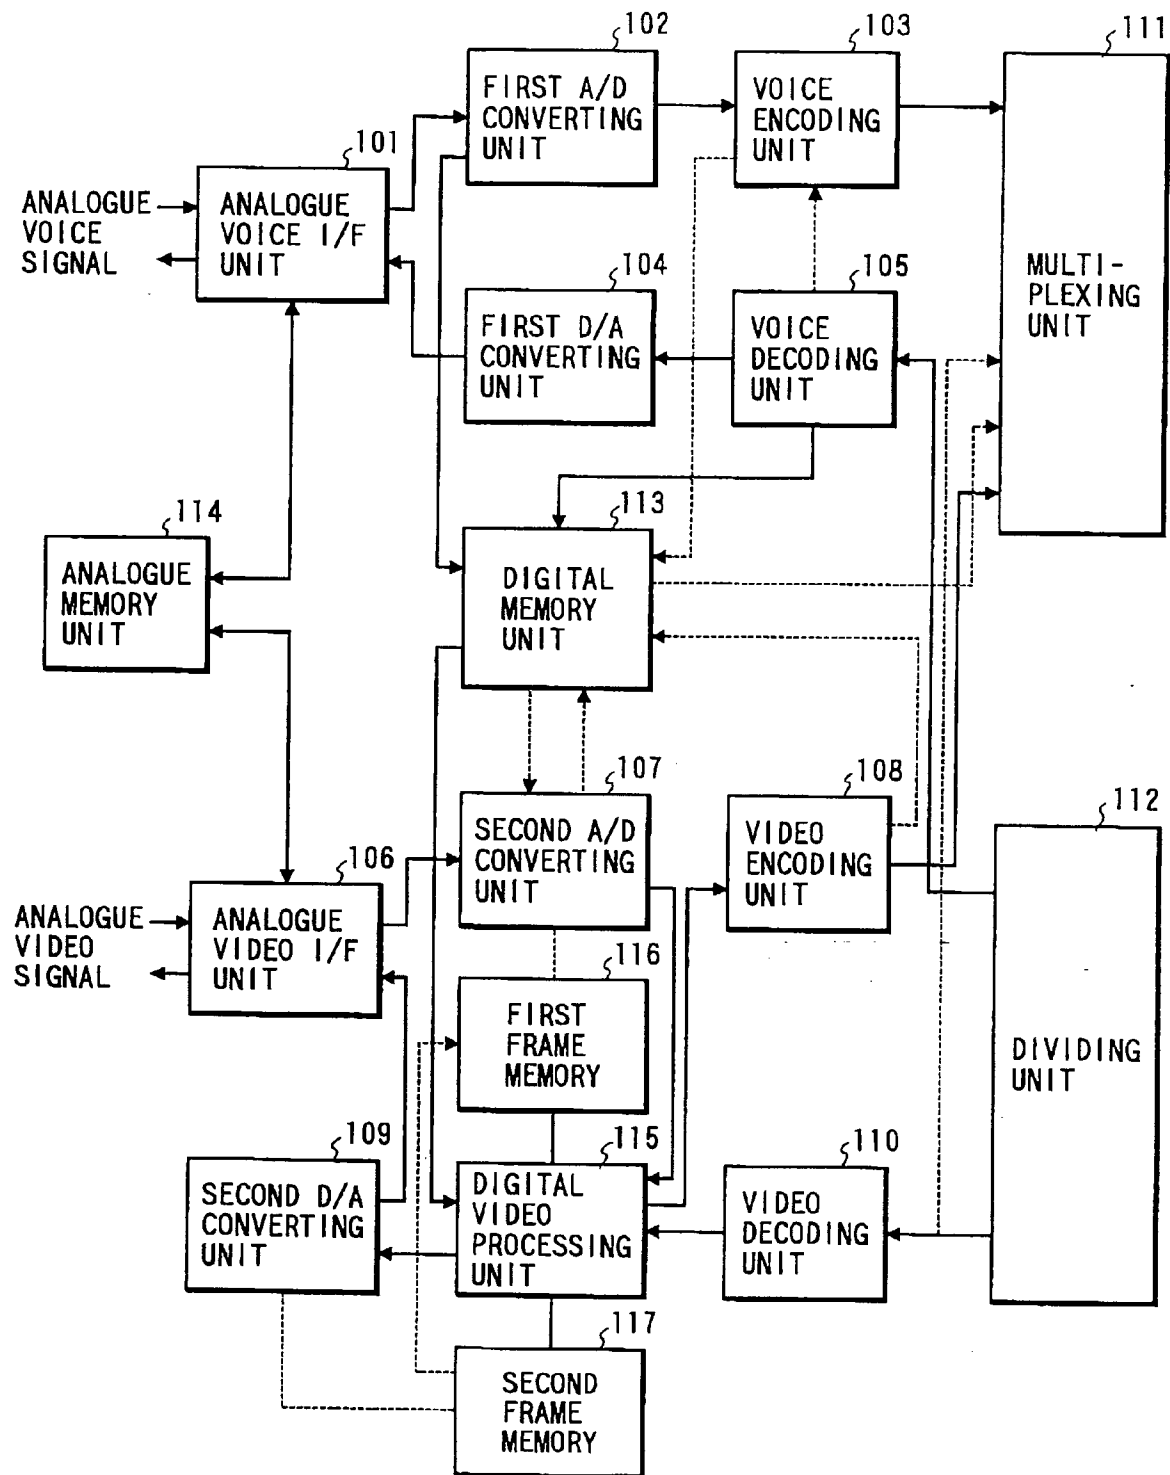 102
FIRST A/D
CONVERTING
UNIT
103
VOICE
ENCODING
UNIT
111
MULTI-
PLEXING
UNIT
101
ANALOGUE
VOICE I/F
UNIT
ANALOGUE
VOICE
SIGNAL
104
FIRST D/A
CONVERTING
UNIT
105
VOICE
DECODING
UNIT
114
ANALOGUE
MEMORY
UNIT
113
DIGITAL
MEMORY
UNIT
107
SECOND A/D
CONVERTING
UNIT
108
VIDEO
ENCODING
UNIT
112
DIVIDING
UNIT
106
ANALOGUE
VIDEO I/F
UNIT
ANALOGUE
VIDEO
SIGNAL
116
FIRST
FRAME
MEMORY
109
SECOND D/A
CONVERTING
UNIT
115
DIGITAL
VIDEO
PROCESSING
UNIT
110
VIDEO
DECODING
UNIT
117
SECOND
FRAME
MEMORY